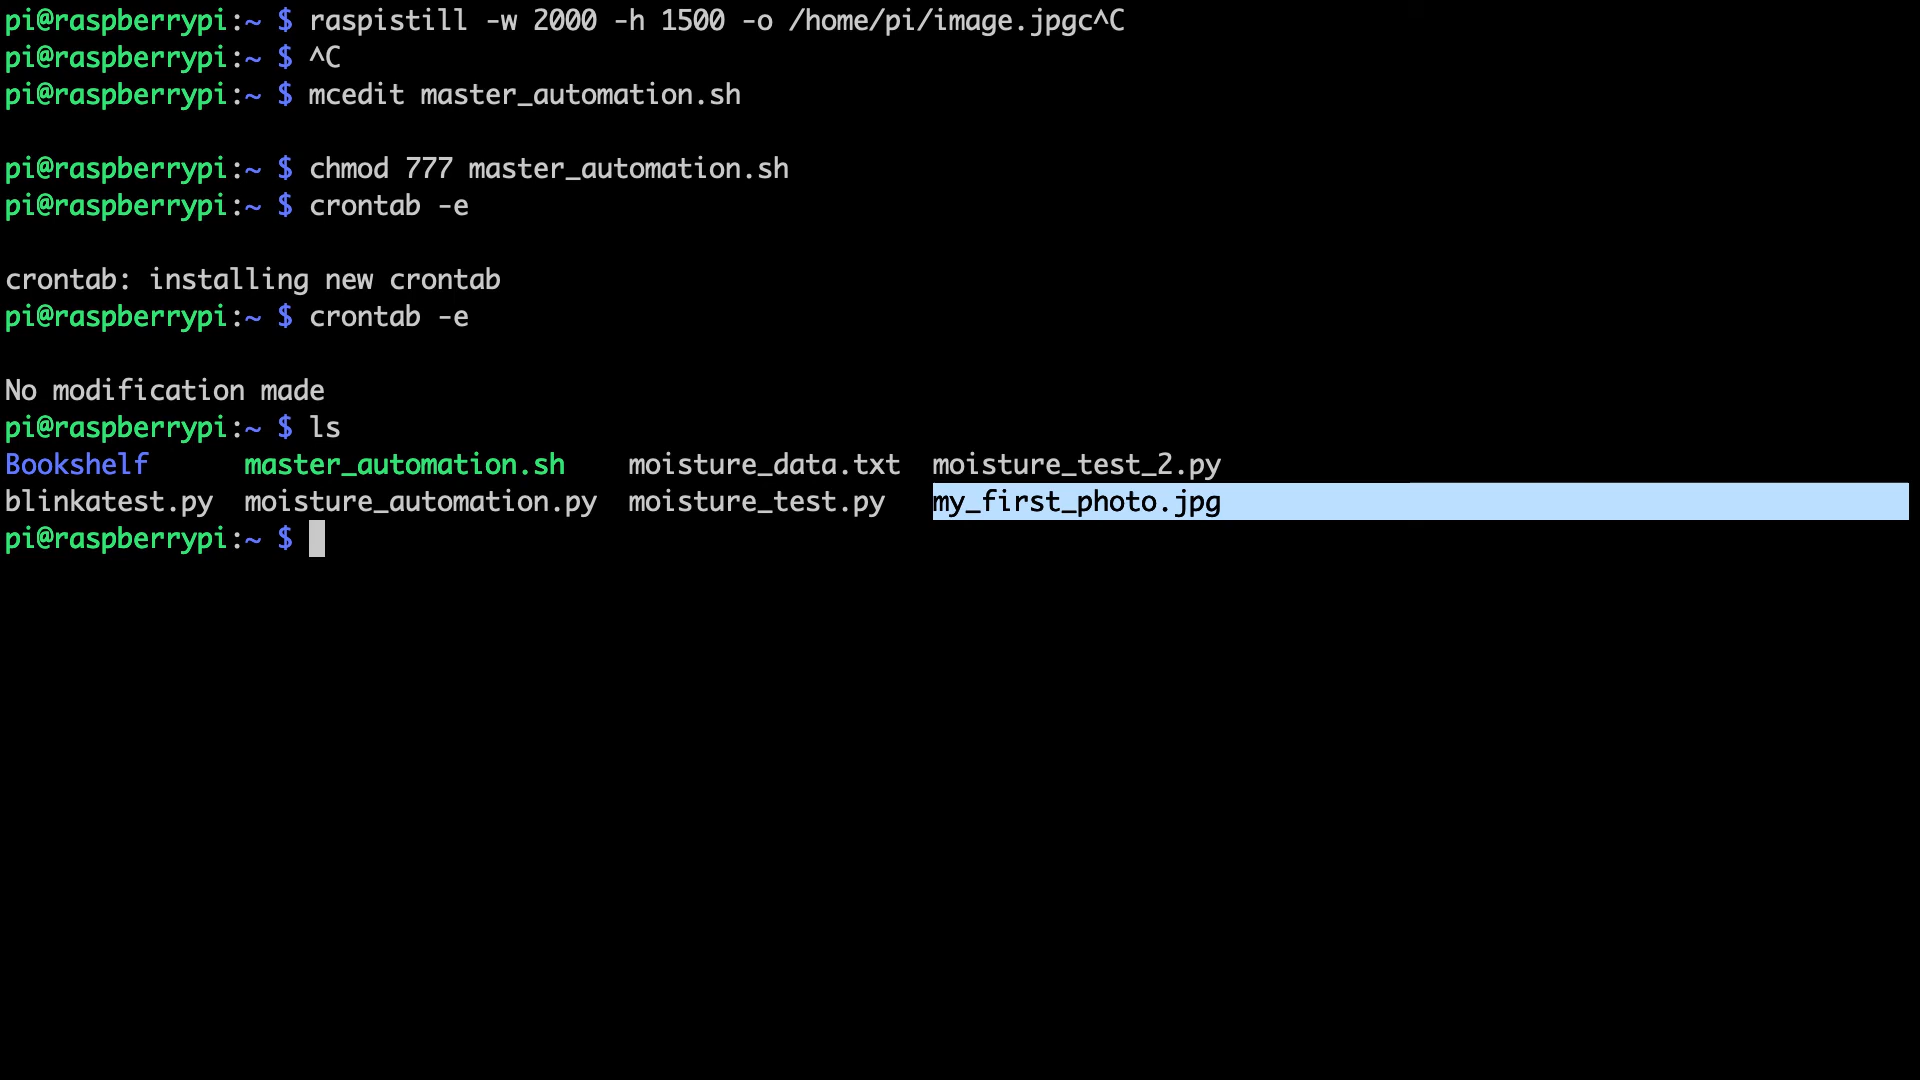 pi@raspberrypi:~ $ raspistill -w 2000 -h 1500 -o /home/pi/image.jpgc^C
pi@raspberrypi:~ $ ^C
pi@raspberrypi:~ $ mcedit master_automation.sh
pi@raspberrypi:~ $ chmod 777 master_automation.sh
pi@raspberrypi:~ $ crontab -e
crontab: installing new crontab
pi@raspberrypi:~ $ crontab -e
No modification made
pi@raspberrypi:~ $ ls
Bookshelf      master_automation.sh    moisture_data.txt  moisture_test_2.py
blinkatest.py  moisture_automation.py  moisture_test.py   my_first_photo.jpg
pi@raspberrypi:~ $